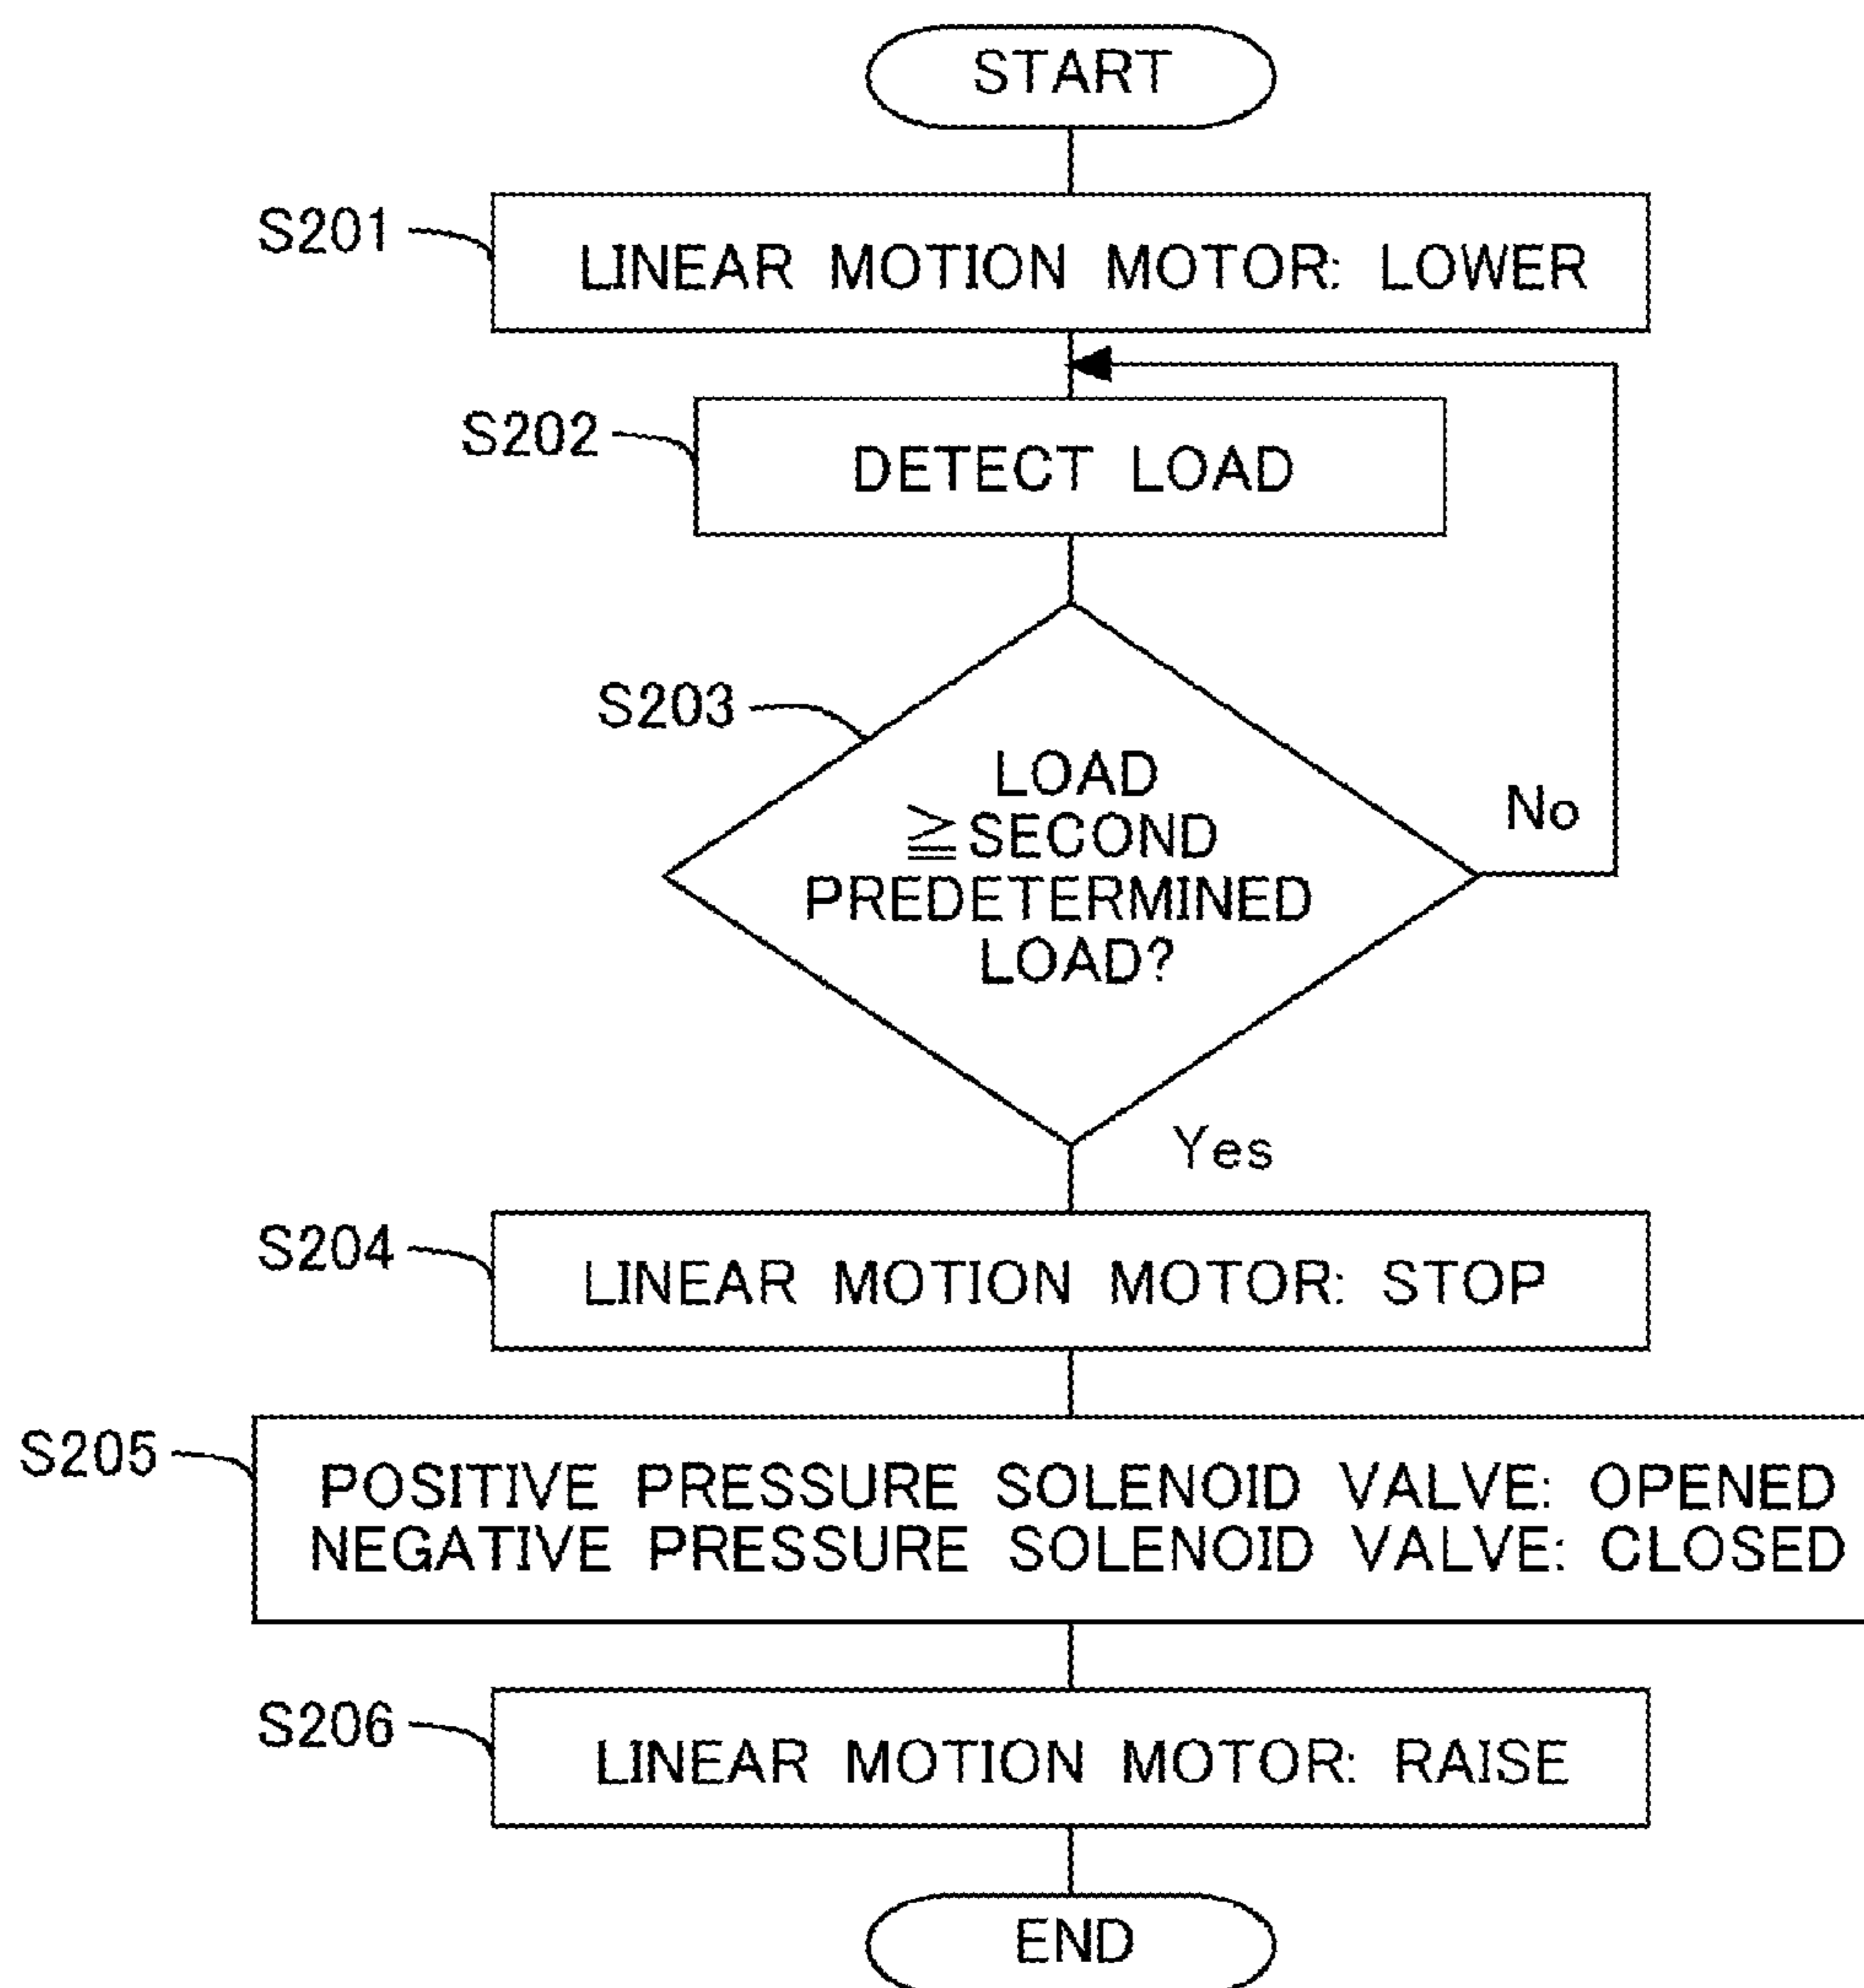 START
S201
LINEAR MOTION MOTOR: LOWER
S202
DETECT LOAD
S203
LOAD
≧SECOND
PREDETERMINED
LOAD?
No
Yes
S204
LINEAR MOTION MOTOR: STOP
S205
POSITIVE PRESSURE SOLENOID VALVE: OPENED
NEGATIVE PRESSURE SOLENOID VALVE: CLOSED
S206
LINEAR MOTION MOTOR: RAISE
END